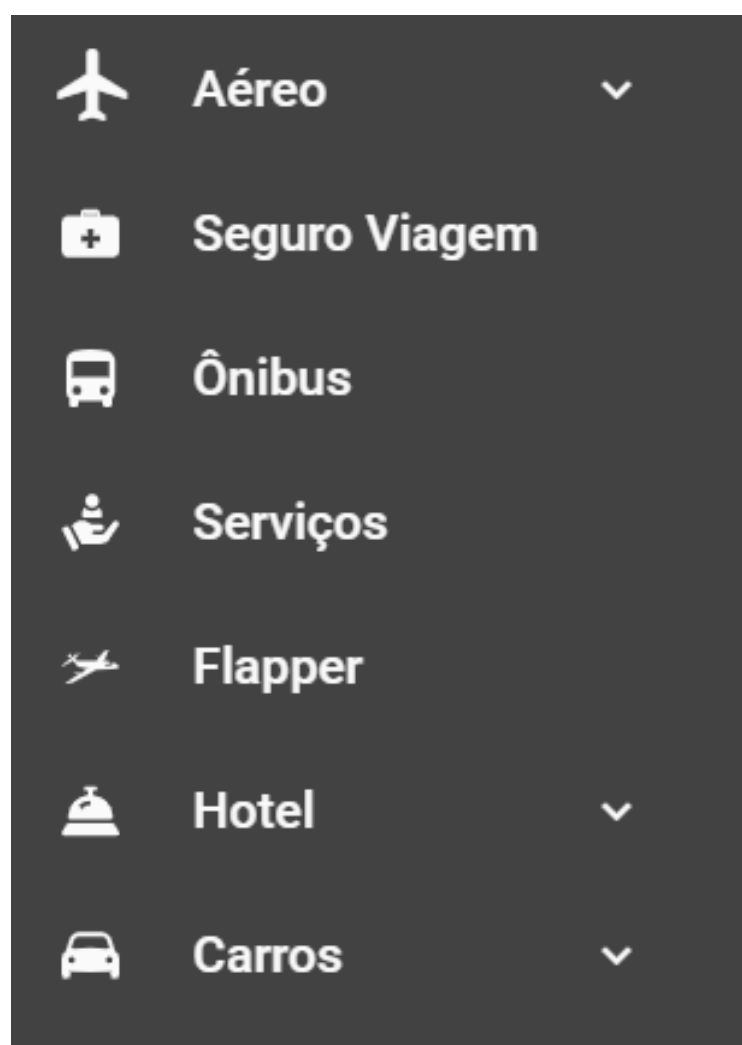 Aéreo
Seguro Viagem
Ônibus
Serviços
Flapper
Hotel
Carros